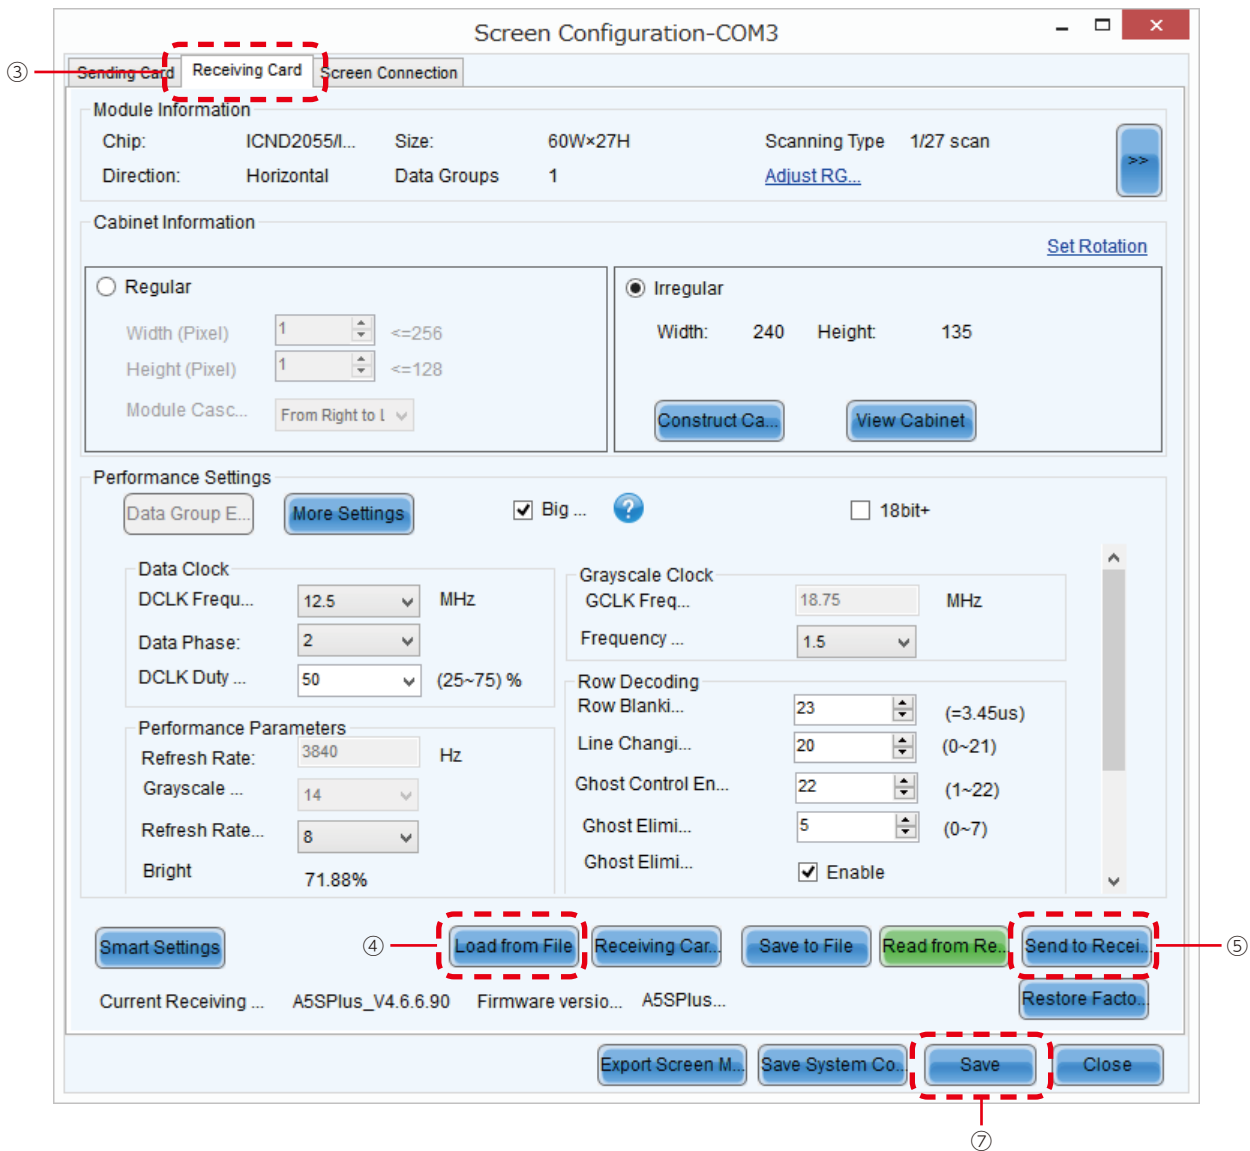 Screen Configuration-COM3
③
Sending Card Receiving Card Screen Connection
Module Information
Chip: ICND2055/I... Size: 60W×27H Scanning Type 1/27 scan
Direction: Horizontal Data Groups 1 Adjust RG...
>>
Cabinet Information
Set Rotation
Regular
Width (Pixel) 1 <=256
Height (Pixel) 1 <=128
Module Casc... From Right to L
Irregular
Width: 240 Height: 135
Construct Ca... View Cabinet
Performance Settings
Data Group E... More Settings Big ... ? 18bit+
Data Clock
DCLK Frequ... 12.5 MHz
Data Phase: 2
DCLK Duty ... 50 (25~75) %
Performance Parameters
Refresh Rate: 3840 Hz
Grayscale ... 14
Refresh Rate... 8
Bright 71.88%
Grayscale Clock
GCLK Freq... 18.75 MHz
Frequency ... 1.5
Row Decoding
Row Blanki... 23 (=3.45us)
Line Changi... 20 (0~21)
Ghost Control En... 22 (1~22)
Ghost Elimi... 5 (0~7)
Ghost Elimi... Enable
Smart Settings ④ Load from File Receiving Car... Save to File Read from Re... Send to Recei... ⑤
Current Receiving ... A5SPlus_V4.6.6.90 Firmware versio... A5SPlus... Restore Facto...
Export Screen M... Save System Co... Save Close
⑦